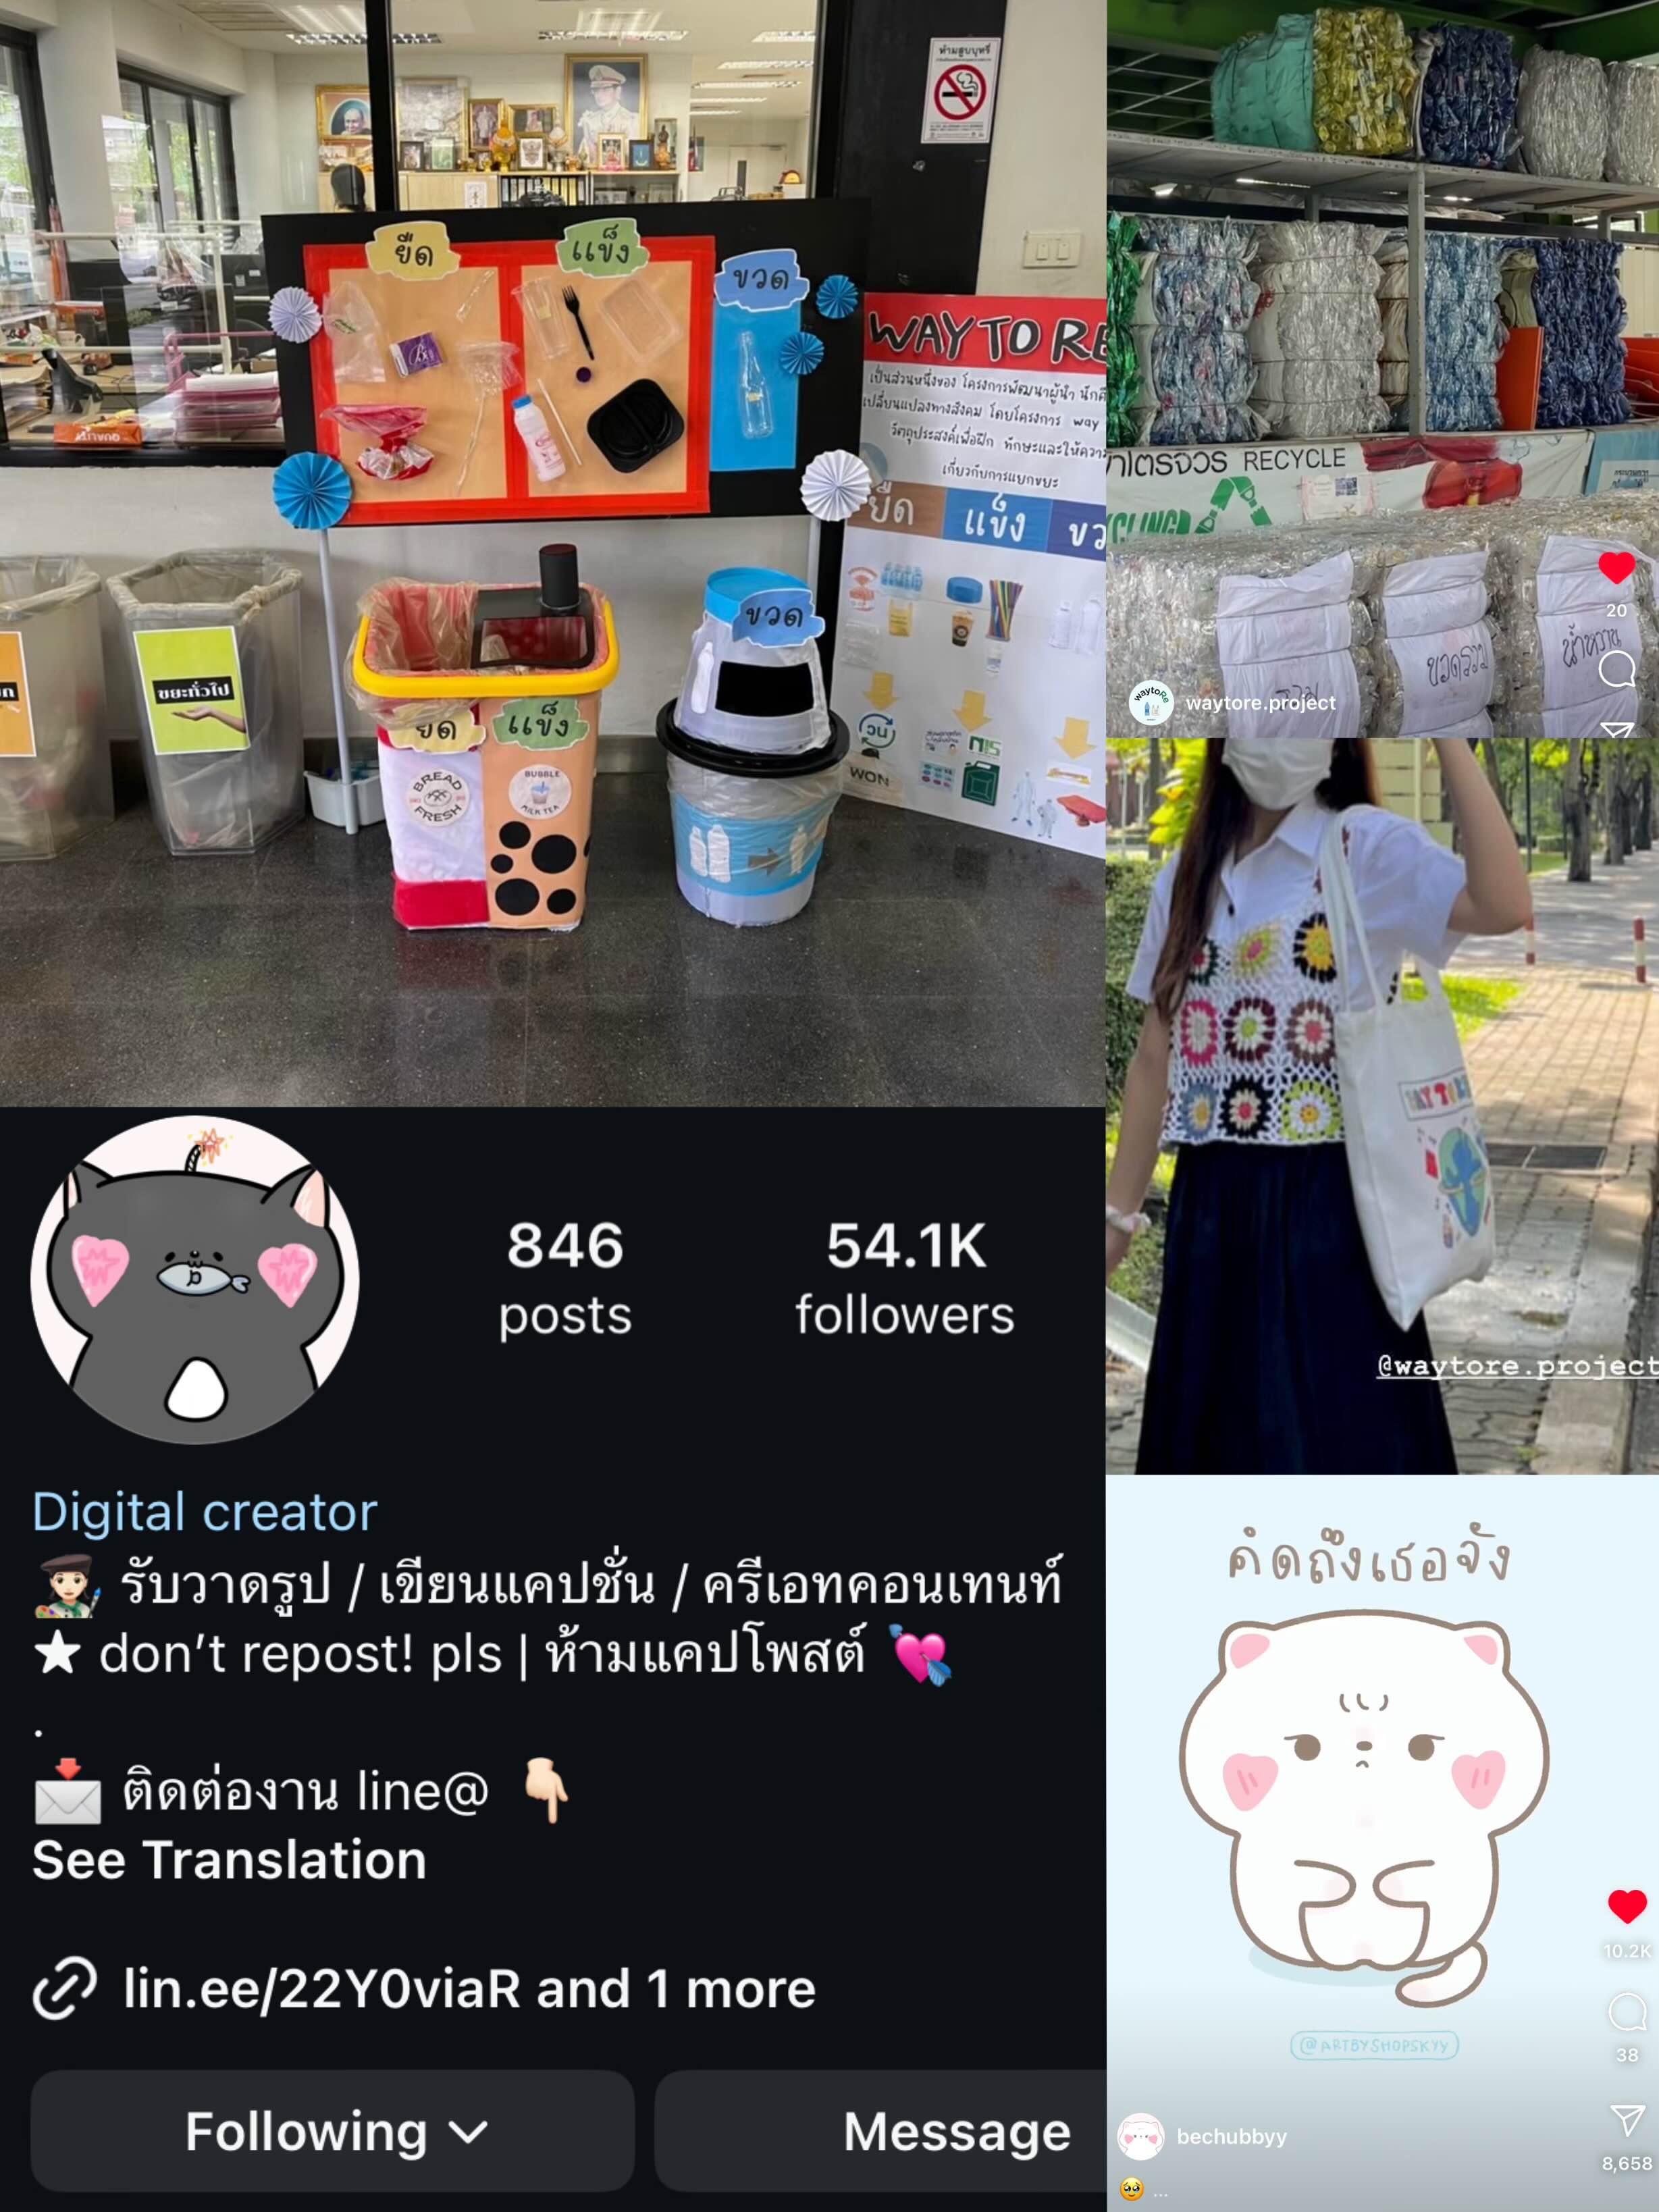 ห้ามสูบบุหรี่
ยืด
แข็ง
ขวด
WAY TO RE
เป็นส่วนหนึ่งของ โครงการพัฒนาผู้นำ นักศึ
เปลี่ยนแปลงทางสังคม โดยโครงการ way
วัตถุประสงค์เพื่อฝึก ทักษะและให้ความ
เกี่ยวกับการแยกขยะ
ยืด
แข็ง
ขว
ขวด
ขยะทั่วไป
ยืด
แข็ง
BREAD
FRESH
BUBBLE
MILK TEA
วน
WON
RECYCLE
CLING
ขวดรวม
20
waytore.project
@waytore.project
846
posts
54.1K
followers
Digital creator
รับวาดรูป / เขียนแคปชั่น / ครีเอทคอนเทนท์
★ don't repost! pls | ห้ามแคปโพสต์ 💘
.
📩 ติดต่องาน line@ 👇🏻
See Translation
lin.ee/22Y0viaR and 1 more
Following
Message
คิดถึงเธอจัง
@ARTBYSHOPSKYY
10.2K
38
8,658
bechubbyy
🥹 ...